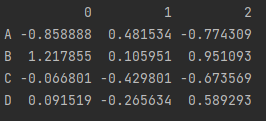 0 1 2
A -0.858888 0.481534 -0.774309
B 1.217855 0.105951 0.951093
C -0.066801 -0.429801 -0.673569
D 0.091519 -0.265634 0.589293